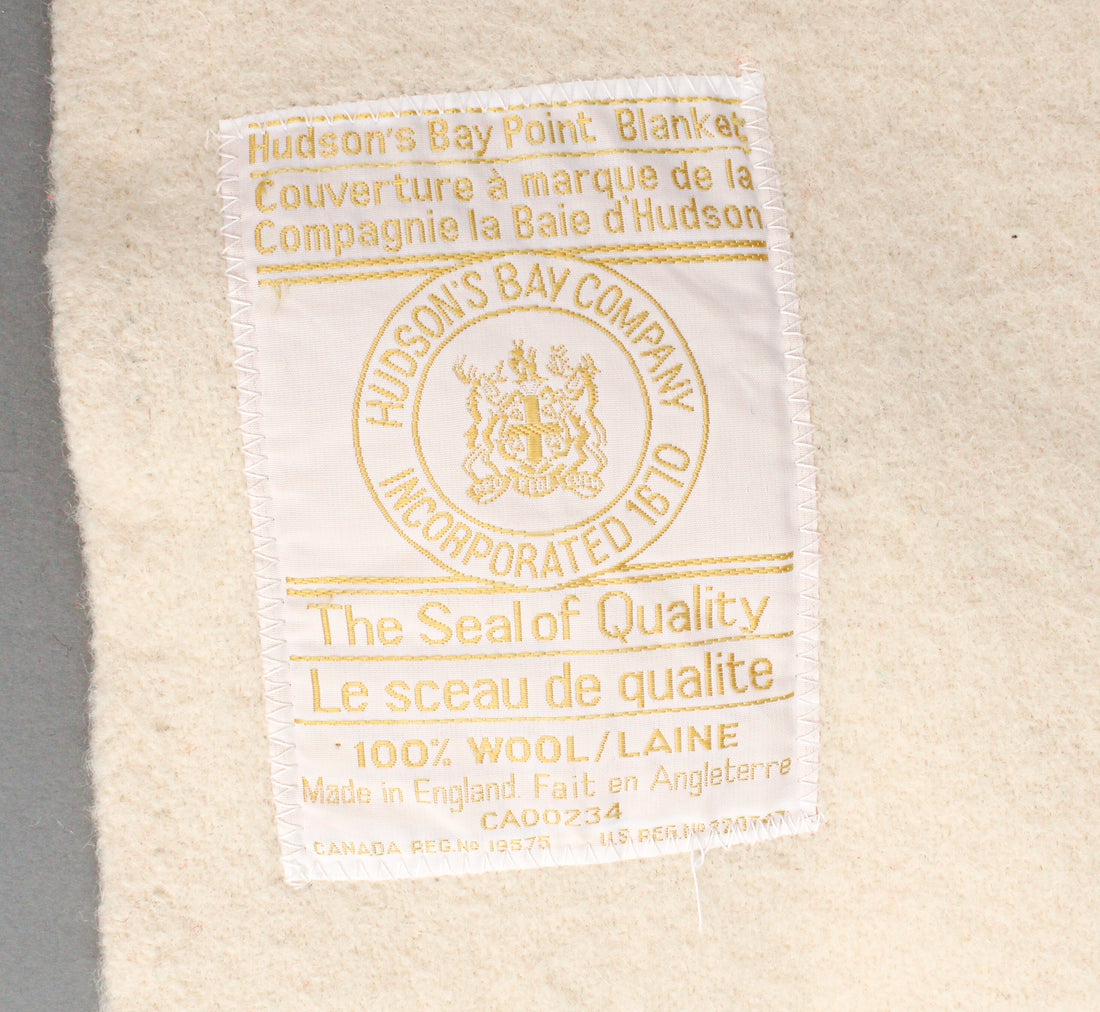 Hudson's Bay Point Blanket
Couverture à marque de la
Compagnie la Baie d'Hudson
HUDSON'S BAY COMPANY
INCORPORATED 1670
The Seal of Quality
Le sceau de qualite
100% WOOL/LAINE
Made in England. Fait en Angleterre
CA00234
CANADA REG.No 19575 U.S. REG.No